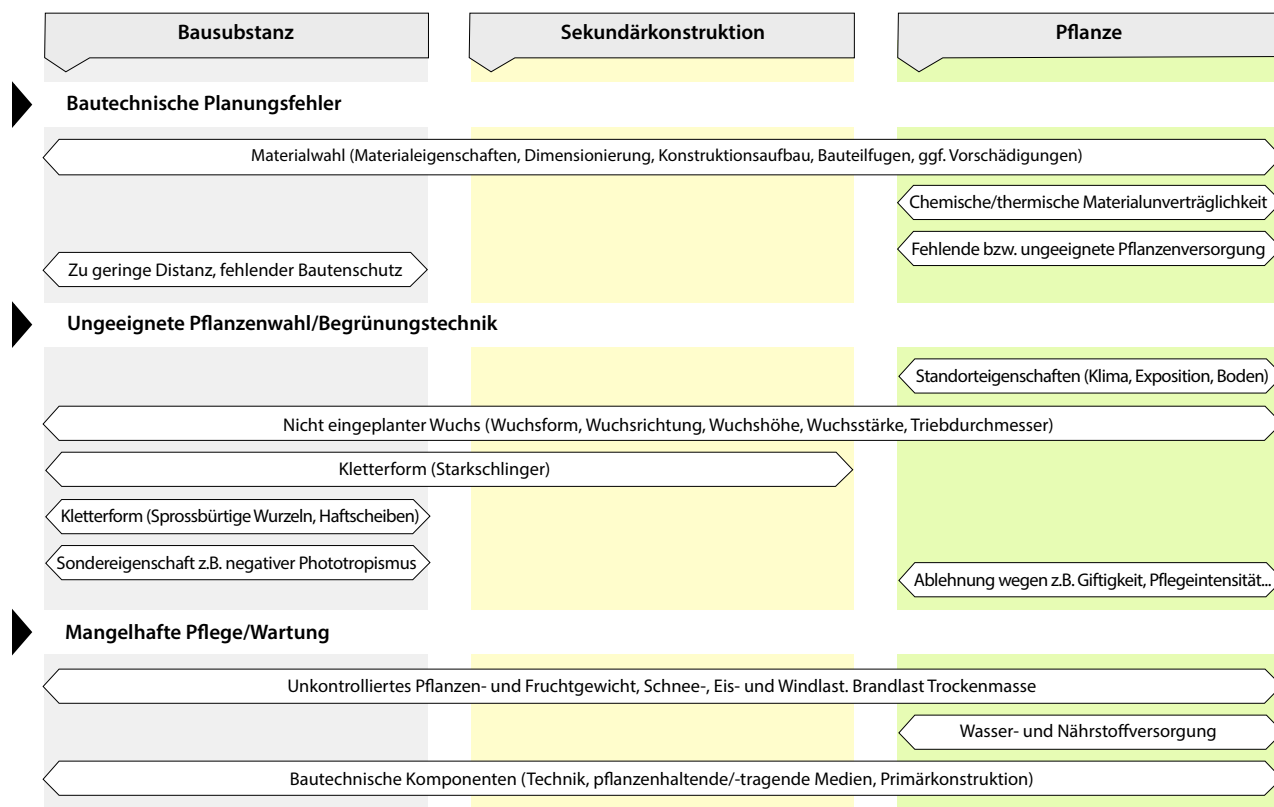 Bausubstanz
Sekundärkonstruktion
Pflanze
Bautechnische Planungsfehler
Materialwahl (Materialeigenschaften, Dimensionierung, Konstruktionsaufbau, Bauteilfugen, ggf. Vorschädigungen)
Chemische/thermische Materialunverträglichkeit
Fehlende bzw. ungeeignete Pflanzenversorgung
Zu geringe Distanz, fehlender Bautenschutz
Ungeeignete Pflanzenwahl/Begrünungstechnik
Standorteigenschaften (Klima, Exposition, Boden)
Nicht eingeplanter Wuchs (Wuchsform, Wuchsrichtung, Wuchshöhe, Wuchsstärke, Triebdurchmesser)
Kletterform (Starkschlinger)
Kletterform (Sprossbürtige Wurzeln, Haftscheiben)
Sondereigenschaft z.B. negativer Phototropismus
Ablehnung wegen z.B. Giftigkeit, Pflegeintensität...
Mangelhafte Pflege/Wartung
Unkontrolliertes Pflanzen- und Fruchtgewicht, Schnee-, Eis- und Windlast. Brandlast Trockenmasse
Wasser- und Nährstoffversorgung
Bautechnische Komponenten (Technik, pflanzenhaltende/-tragende Medien, Primärkonstruktion)